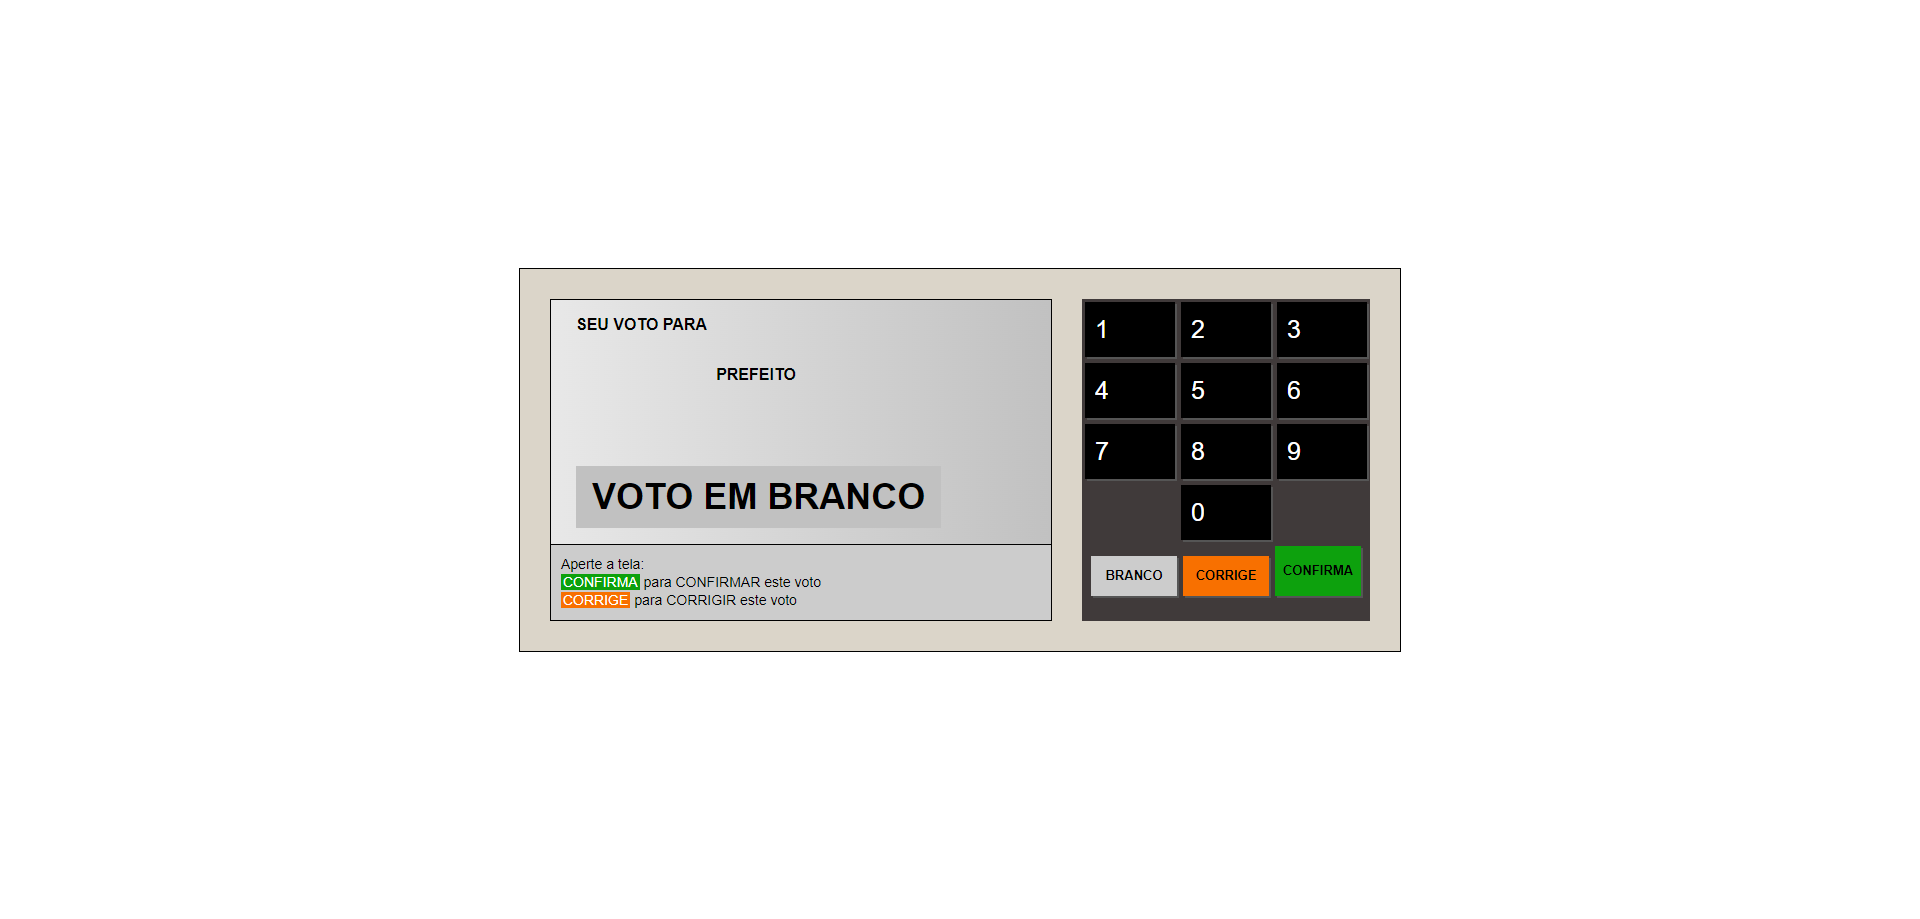 SEU VOTO PARA
PREFEITO
VOTO EM BRANCO
Aperte a tela:
CONFIRMA para CONFIRMAR este voto
CORRIGE para CORRIGIR este voto
1 2 3
4 5 6
7 8 9
0
BRANCO CORRIGE CONFIRMA